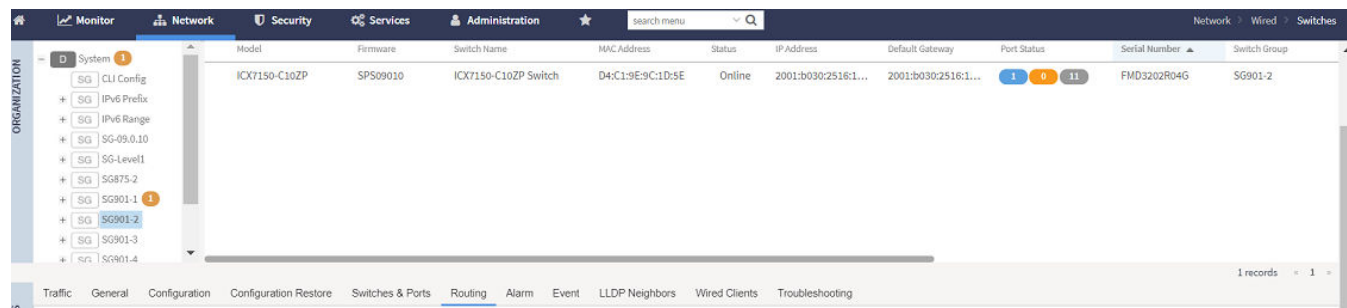 Monitor Network Security Services Administration search menu Network > Wired > Switches
ORGANIZATION
D System 1
SG CLI Config
+ SG IPv6 Prefix
+ SG IPv6 Range
+ SG SG-09.0.10
+ SG SG-Level1
+ SG SG875-2
+ SG SG901-1 1
+ SG SG901-2
+ SG SG901-3
+ SG SG901-4
Model Firmware Switch Name MAC Address Status IP Address Default Gateway Port Status Serial Number Switch Group
ICX7150-C10ZP SPS09010 ICX7150-C10ZP Switch D4:C1:9E:9C:1D:5E Online 2001:b030:2516:1... 2001:b030:2516:1... 1 0 11 FMD3202R04G SG901-2
1 records « 1 »
Traffic General Configuration Configuration Restore Switches & Ports Routing Alarm Event LLDP Neighbors Wired Clients Troubleshooting